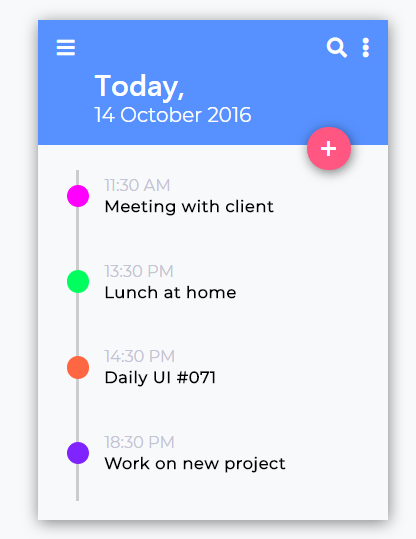 Today,
14 October 2016
11:30 AM
Meeting with client
13:30 PM
Lunch at home
14:30 PM
Daily UI #071
18:30 PM
Work on new project